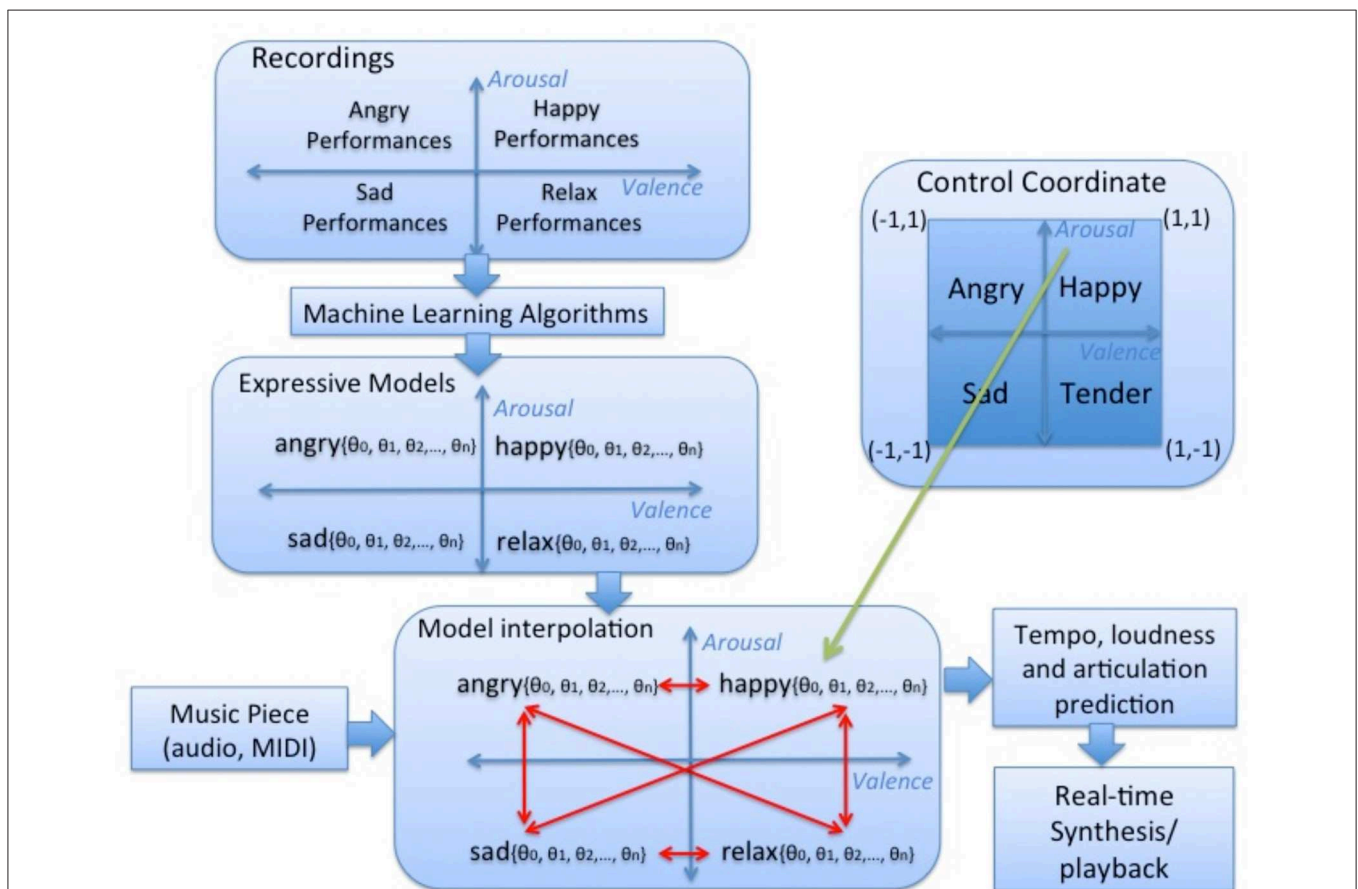 Recordings
Arousal
Angry
Performances
Happy
Performances
Valence
Sad
Performances
Relax
Performances
Machine Learning Algorithms
Expressive Models
Arousal
angry{θ0, θ1, θ2,..., θn}
happy{θ0, θ1, θ2,..., θn}
Valence
sad{θ0, θ1, θ2,..., θn}
relax{θ0, θ1, θ2,..., θn}
Control Coordinate
(-1,1)
(1,1)
Arousal
Angry
Happy
Valence
Sad
Tender
(-1,-1)
(1,-1)
Music Piece
(audio, MIDI)
Model interpolation
Arousal
angry{θ0, θ1, θ2,..., θn}
happy{θ0, θ1, θ2,..., θn}
Valence
sad{θ0, θ1, θ2,..., θn}
relax{θ0, θ1, θ2,..., θn}
Tempo, loudness
and articulation
prediction
Real-time
Synthesis/
playback